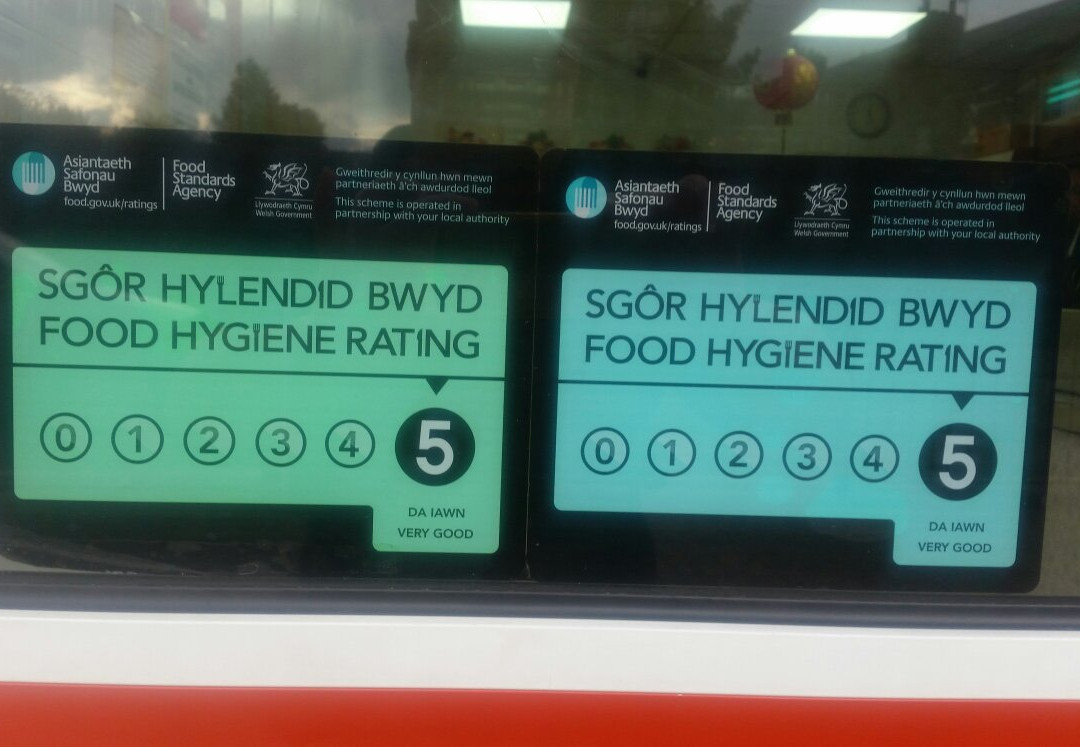 Asiantaeth
Safonau
Bwyd
food.gov.uk/ratings
Food
Standards
Agency
Llywodraeth Cymru
Welsh Government
Gweithredir y cynllun hwn mewn
partneriaeth â'ch awdurdod lleol
This scheme is operated in
partnership with your local authority
SGÔR HYLENDID BWYD
FOOD HYGIENE RATING
0 1 2 3 4 5
DA IAWN
VERY GOOD
Asiantaeth
Safonau
Bwyd
food.gov.uk/ratings
Food
Standards
Agency
Llywodraeth Cymru
Welsh Government
Gweithredir y cynllun hwn mewn
partneriaeth â'ch awdurdod lleol
This scheme is operated in
partnership with your local authority
SGÔR HYLENDID BWYD
FOOD HYGIENE RATING
0 1 2 3 4 5
DA IAWN
VERY GOOD